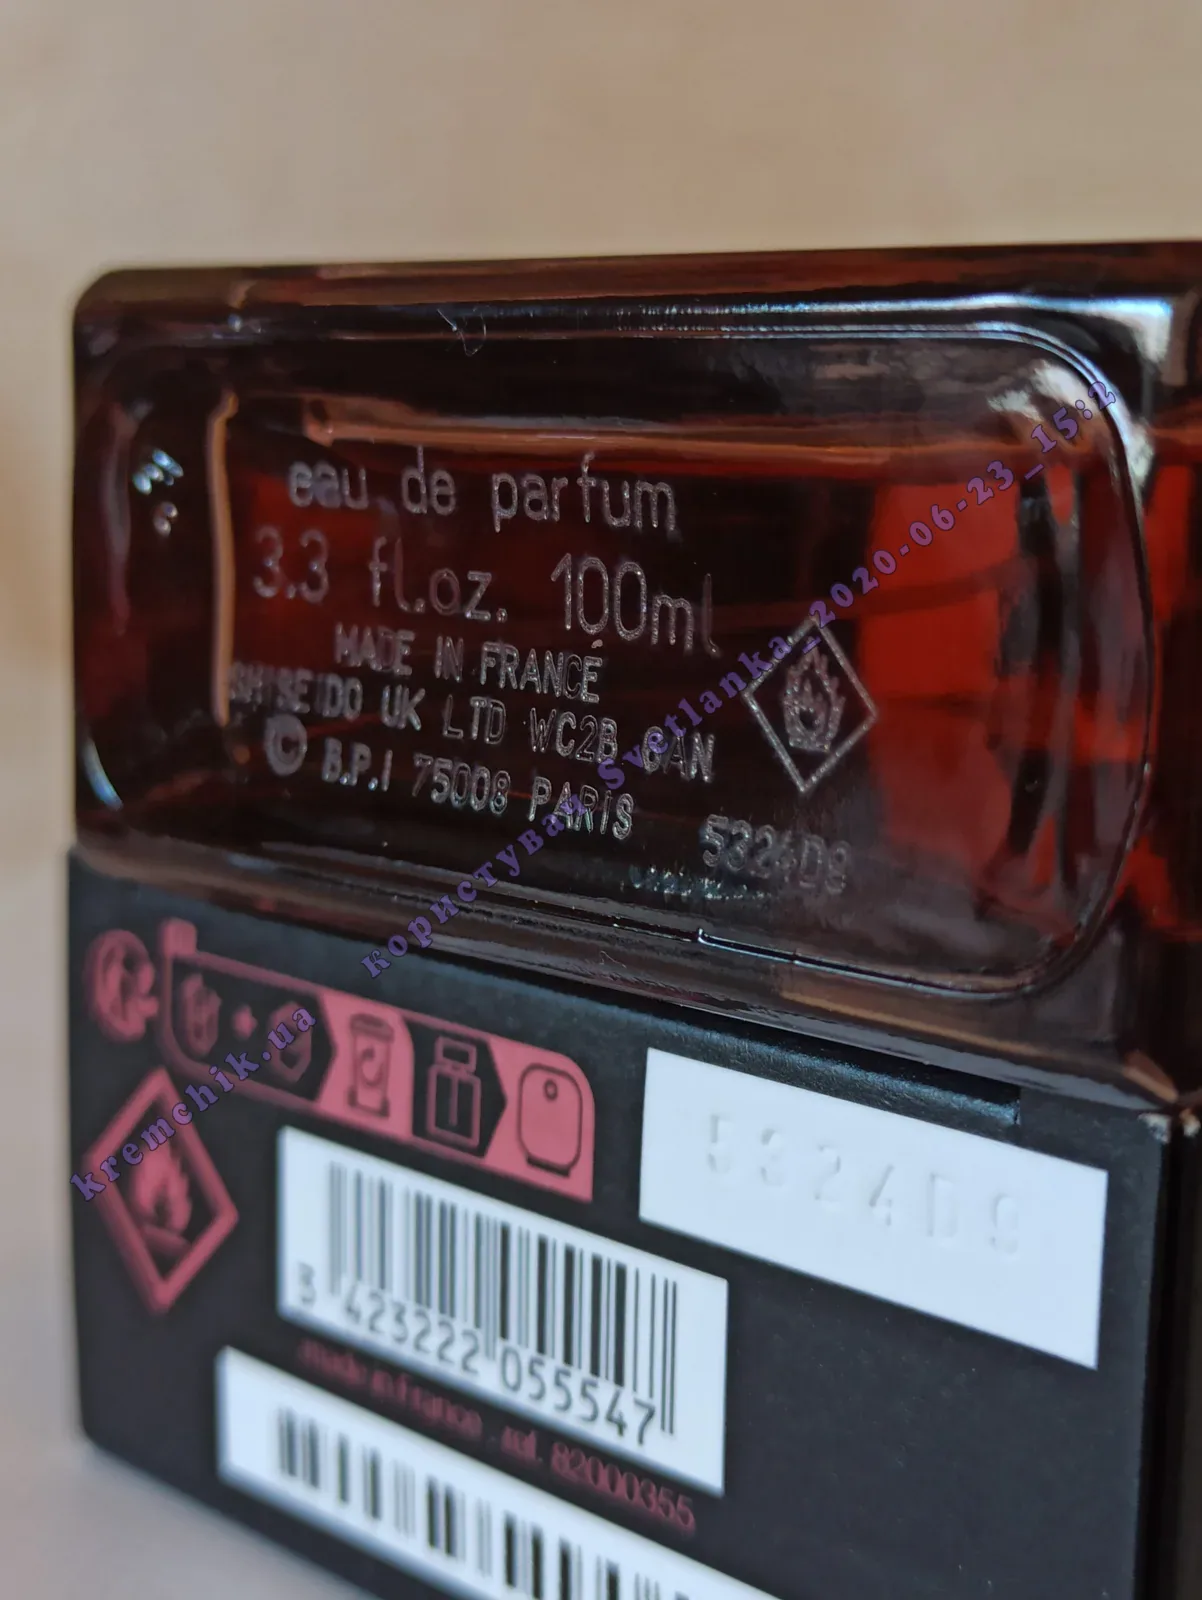 eau de parfum
3.3 fl.oz. 100ml
MADE IN FRANCE
SHISEIDO UK LTD WC2B 6AN
© B.P.I 75008 PARIS
5324D9
5324D9
3 423222 055547
made in France - ref. 82000355
kremchik.ua користувач Svetlanka_2020-06-23_15:2